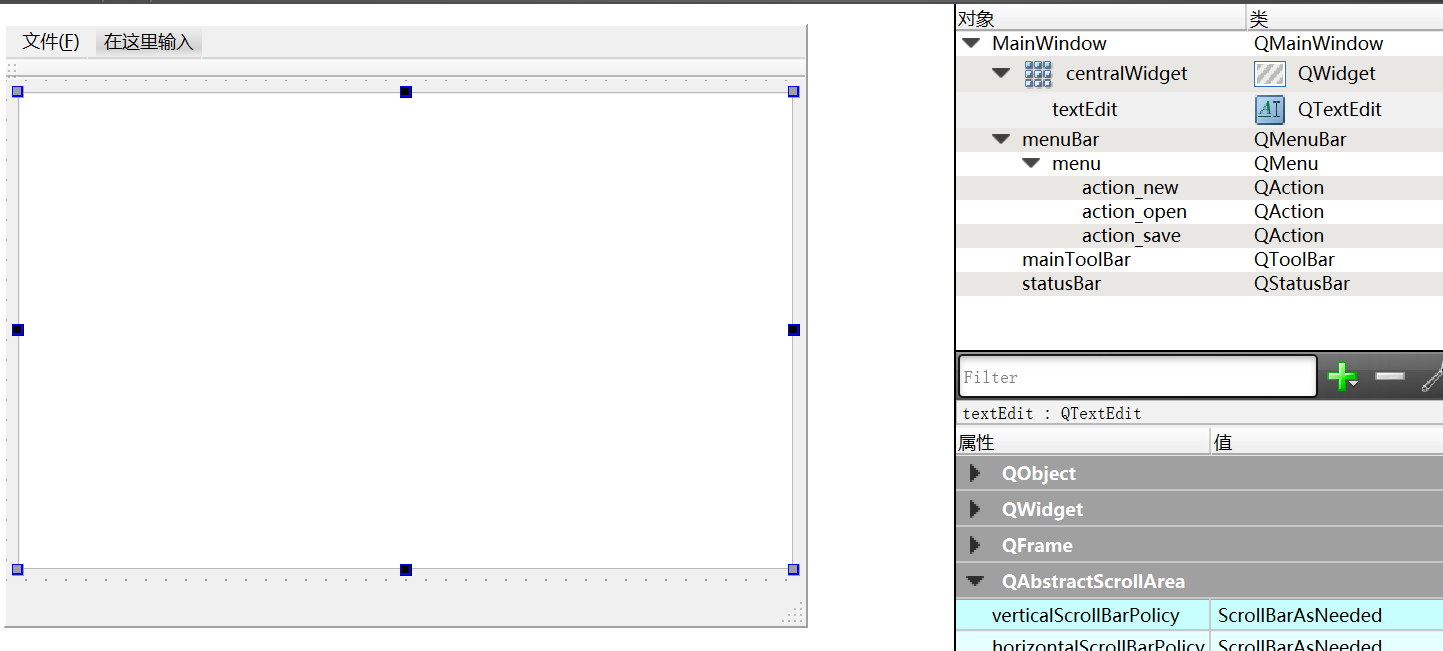 文件(F) 在这里输入
对象 类
MainWindow QMainWindow
centralWidget QWidget
textEdit AI QTextEdit
menuBar QMenuBar
menu QMenu
action_new QAction
action_open QAction
action_save QAction
mainToolBar QToolBar
statusBar QStatusBar
Filter
textEdit : QTextEdit
属性 值
QObject
QWidget
QFrame
QAbstractScrollArea
verticalScrollBarPolicy ScrollBarAsNeeded
horizontalScrollBarPolicy ScrollBarAsNeeded